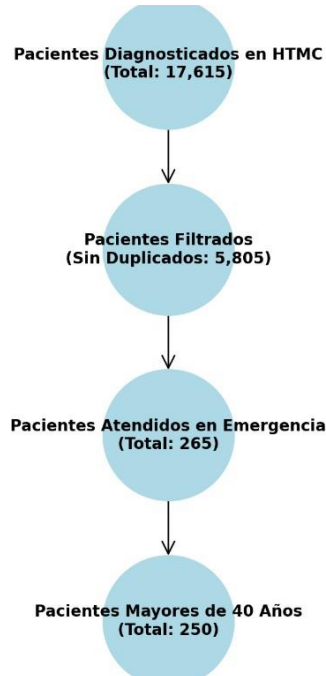 Pacientes Diagnosticados en HTMC
(Total: 17,615)
Pacientes Filtrados
(Sin Duplicados: 5,805)
Pacientes Atendidos en Emergencia
(Total: 265)
Pacientes Mayores de 40 Años
(Total: 250)